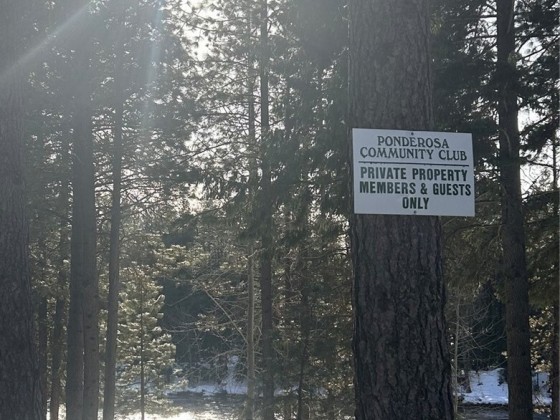 PONDEROSA
COMMUNITY CLUB
PRIVATE PROPERTY
MEMBERS & GUESTS
ONLY